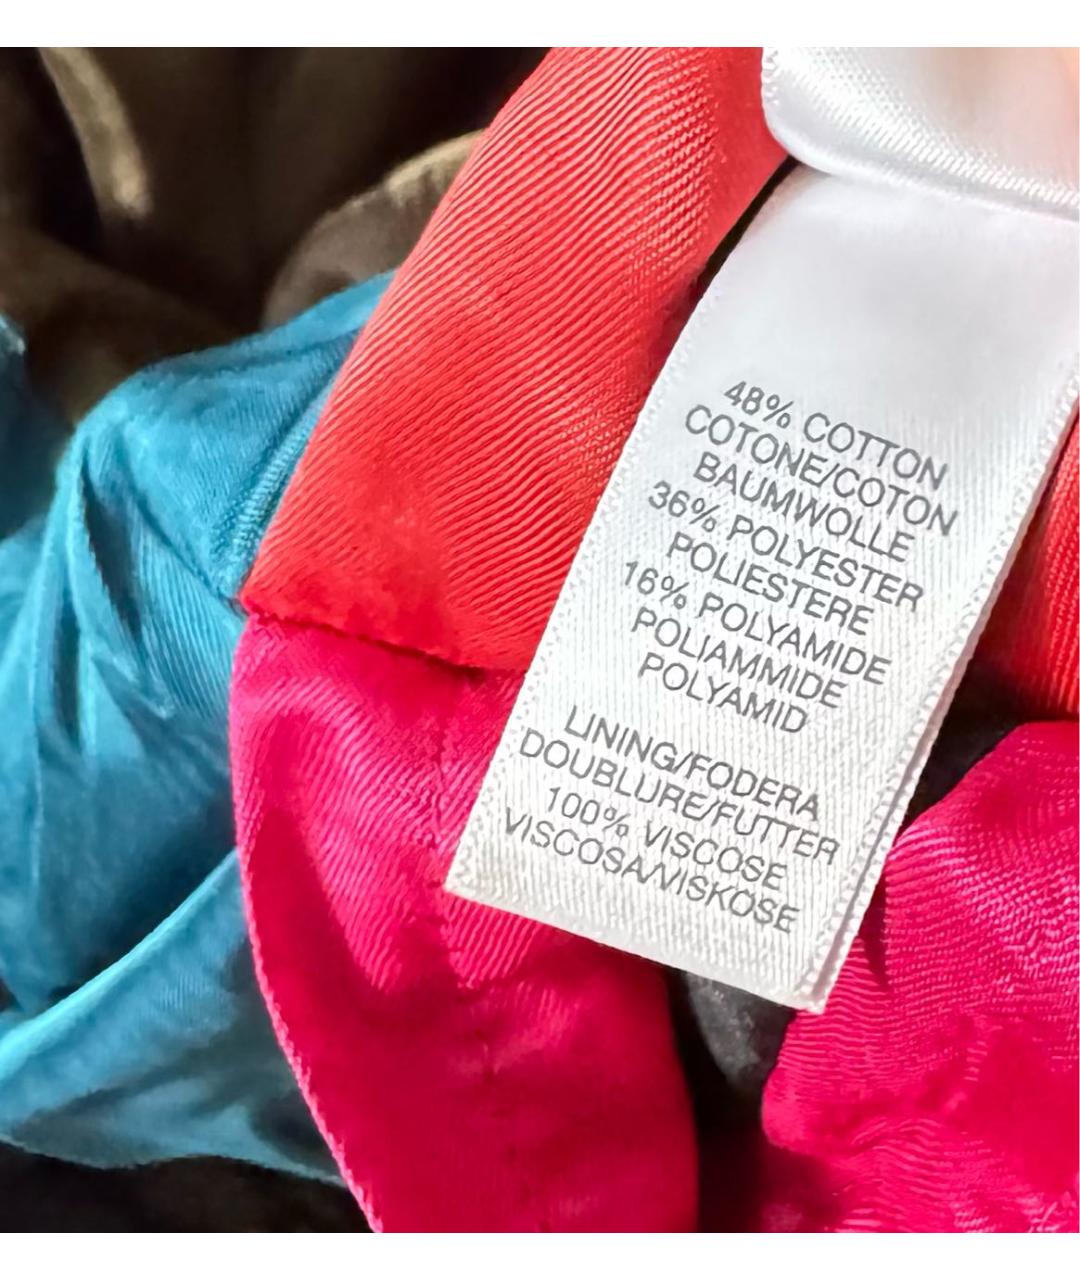 48% COTTON
COTONE/COTON
BAUMWOLLE
36% POLYESTER
POLIESTERE
16% POLYAMIDE
POLIAMMIDE
POLYAMID
LINING/FODERA
DOUBLURE/FUTTER
100% VISCOSE
VISCOSA/VISKOSE